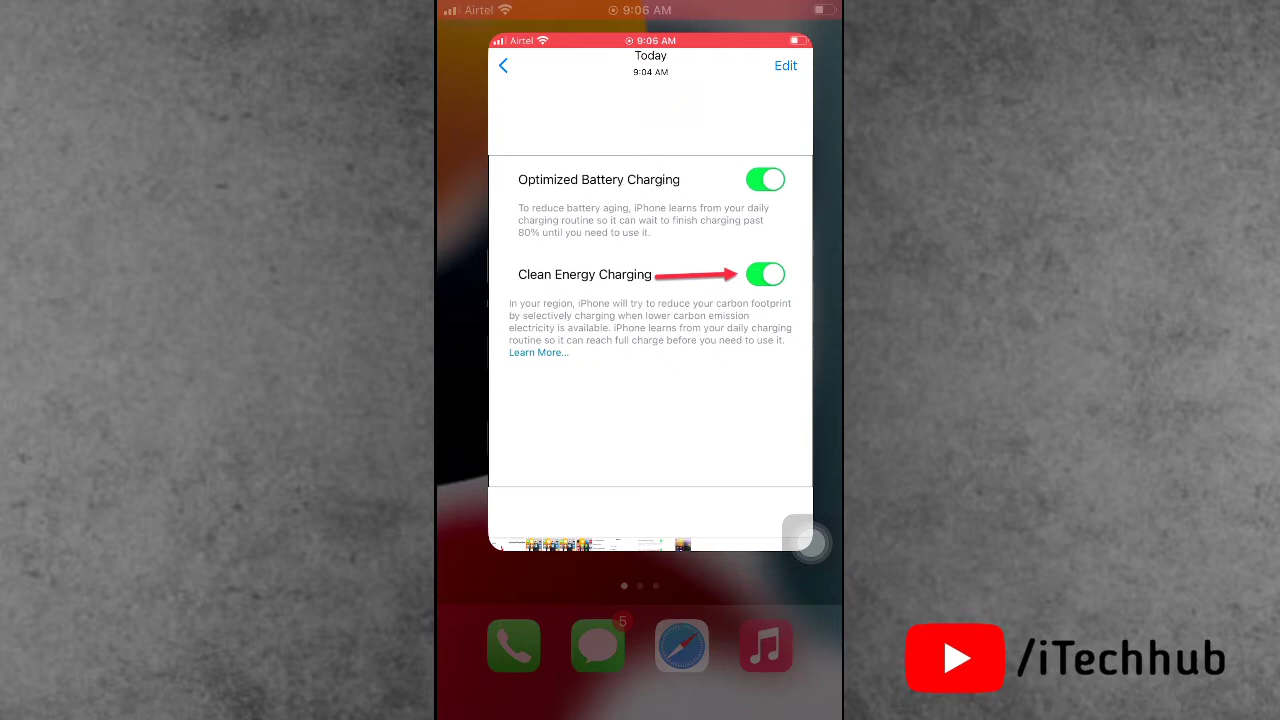 Airtel 9:06 AM
Airtel 9:06 AM
Today
9:04 AM
Edit
Optimized Battery Charging
To reduce battery aging, iPhone learns from your daily
charging routine so it can wait to finish charging past
80% until you need to use it.
Clean Energy Charging
In your region, iPhone will try to reduce your carbon footprint
by selectively charging when lower carbon emission
electricity is available. iPhone learns from your daily charging
routine so it can reach full charge before you need to use it.
Learn More...
5
/iTechhub